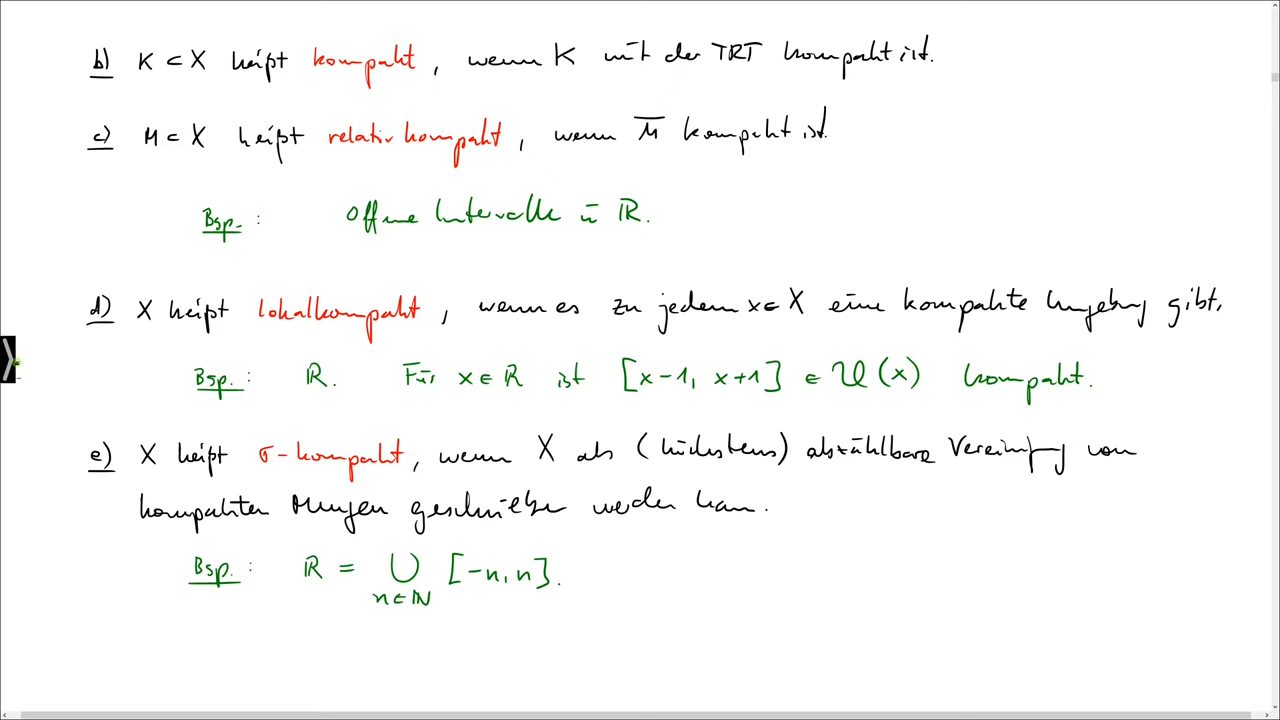 b) K ⊂ X heißt kompakt, wenn K mit der TRT kompakt ist.
c) M ⊂ X heißt relativ kompakt, wenn M̅ kompakt ist.
Bsp.: Offene Intervalle in ℝ.
d) X heißt lokalkompakt, wenn es zu jedem x ∈ X eine kompakte Umgebung gibt.
Bsp.: ℝ. Für x ∈ ℝ ist [x-1, x+1] ∈ 𝒰(x) kompakt.
e) X heißt σ-kompakt, wenn X als (höchstens) abzählbare Vereinigung von
kompakten Mengen geschrieben werden kann.
Bsp.: ℝ = ⋃ [-n, n].
n ∈ ℕ